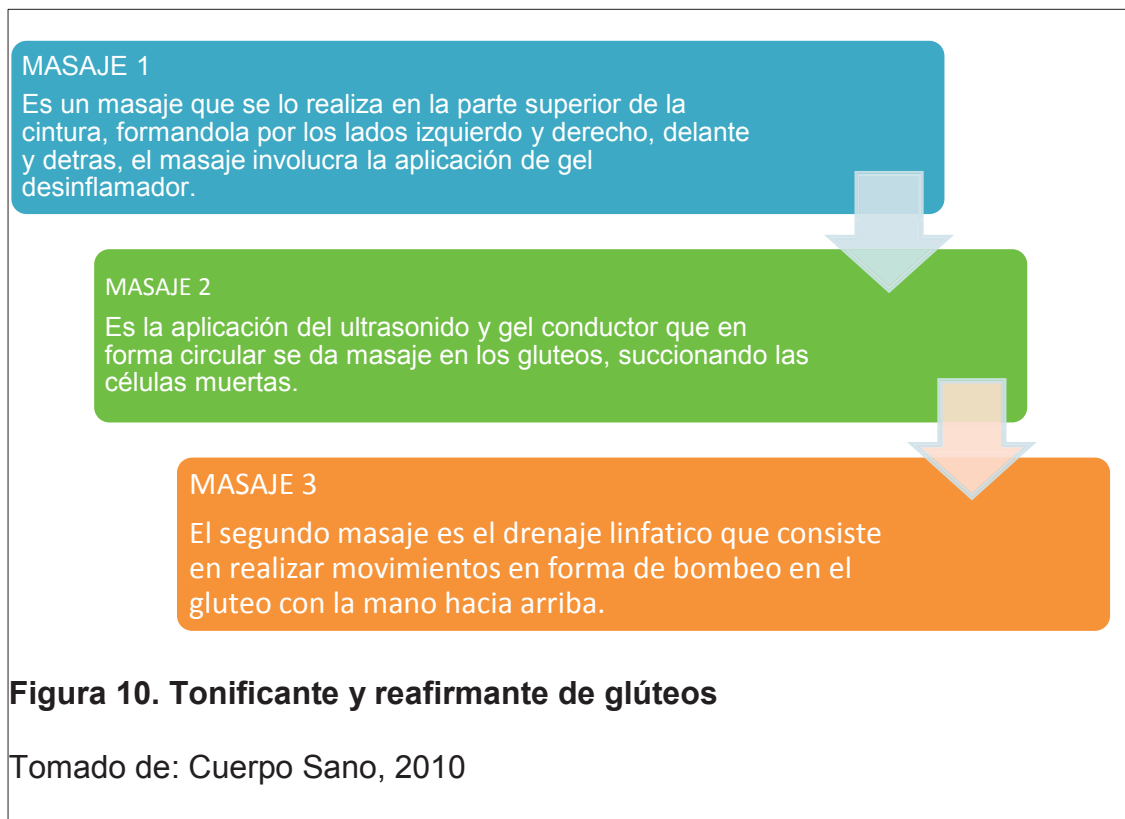 MASAJE 1
Es un masaje que se lo realiza en la parte superior de la
cintura, formandola por los lados izquierdo y derecho, delante
y detras, el masaje involucra la aplicación de gel
desinflamador.
MASAJE 2
Es la aplicación del ultrasonido y gel conductor que en
forma circular se da masaje en los gluteos, succionando las
células muertas.
MASAJE 3
El segundo masaje es el drenaje linfatico que consiste
en realizar movimientos en forma de bombeo en el
gluteo con la mano hacia arriba.
Figura 10. Tonificante y reafirmante de glúteos
Tomado de: Cuerpo Sano, 2010